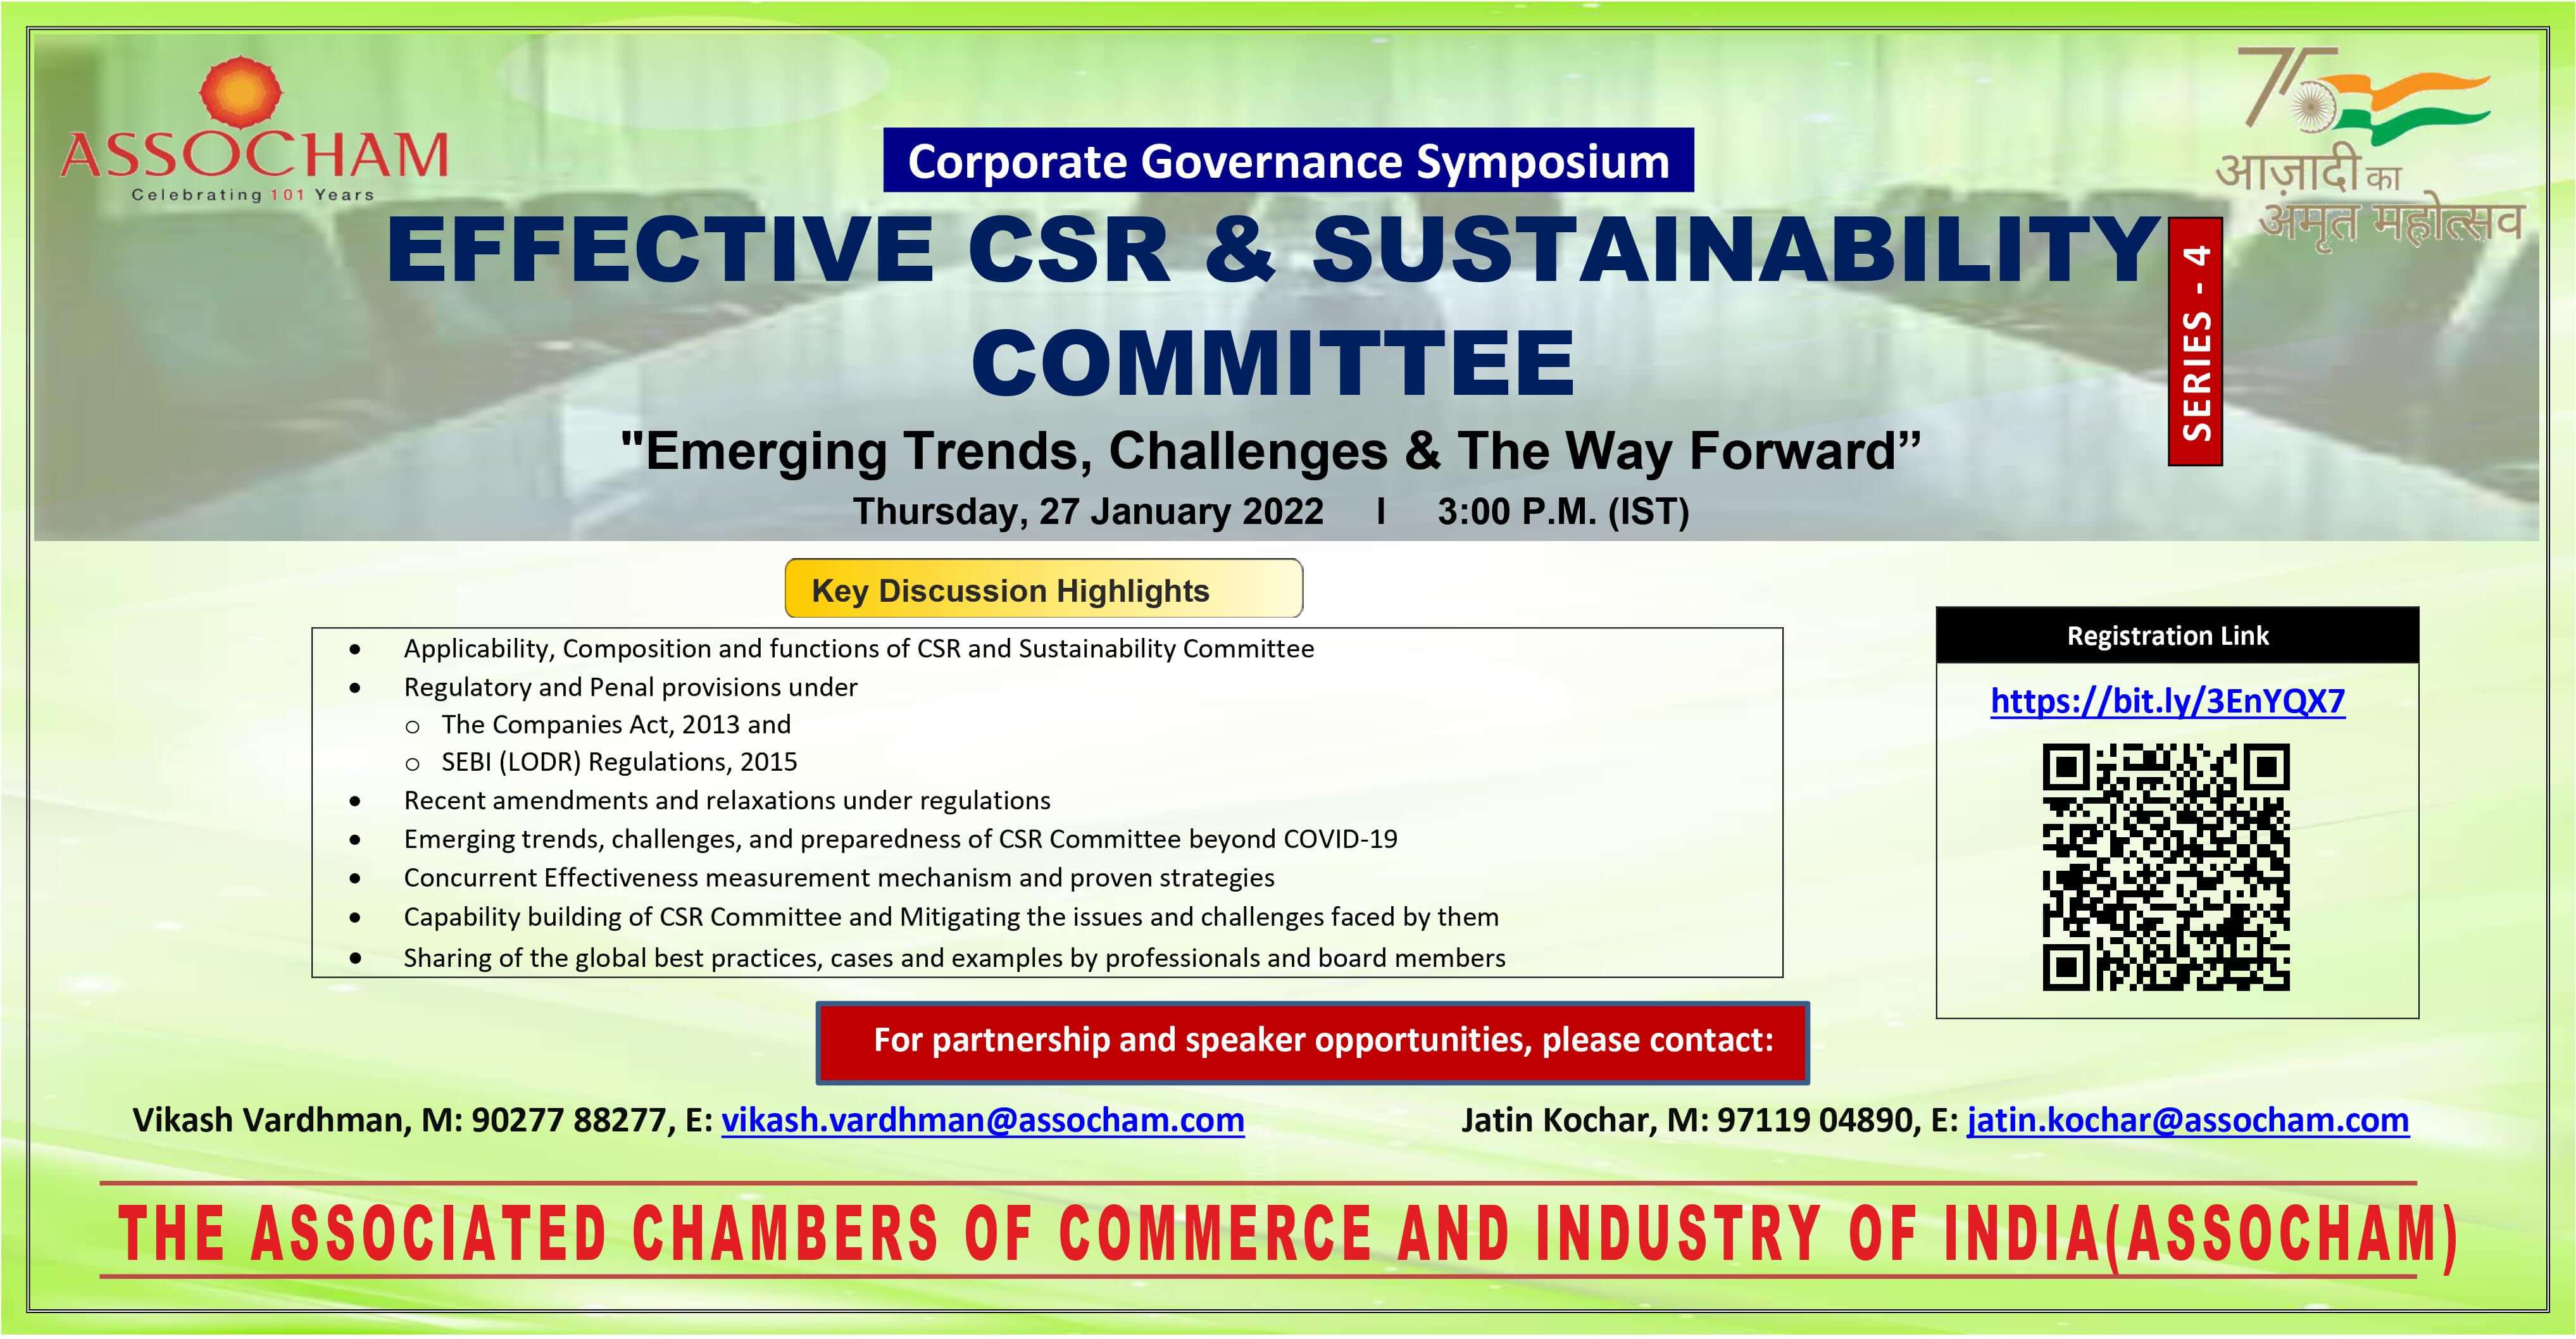 ASSOCHAM
Celebrating 101 Years
75
आज़ादी का
अमृत महोत्सव
Corporate Governance Symposium
EFFECTIVE CSR & SUSTAINABILITY
COMMITTEE
SERIES - 4
"Emerging Trends, Challenges & The Way Forward”
Thursday, 27 January 2022 I 3:00 P.M. (IST)
Key Discussion Highlights
• Applicability, Composition and functions of CSR and Sustainability Committee
• Regulatory and Penal provisions under
o The Companies Act, 2013 and
o SEBI (LODR) Regulations, 2015
• Recent amendments and relaxations under regulations
• Emerging trends, challenges, and preparedness of CSR Committee beyond COVID-19
• Concurrent Effectiveness measurement mechanism and proven strategies
• Capability building of CSR Committee and Mitigating the issues and challenges faced by them
• Sharing of the global best practices, cases and examples by professionals and board members
Registration Link
https://bit.ly/3EnYQX7
For partnership and speaker opportunities, please contact:
Vikash Vardhman, M: 90277 88277, E: vikash.vardhman@assocham.com
Jatin Kochar, M: 97119 04890, E: jatin.kochar@assocham.com
THE ASSOCIATED CHAMBERS OF COMMERCE AND INDUSTRY OF INDIA(ASSOCHAM)